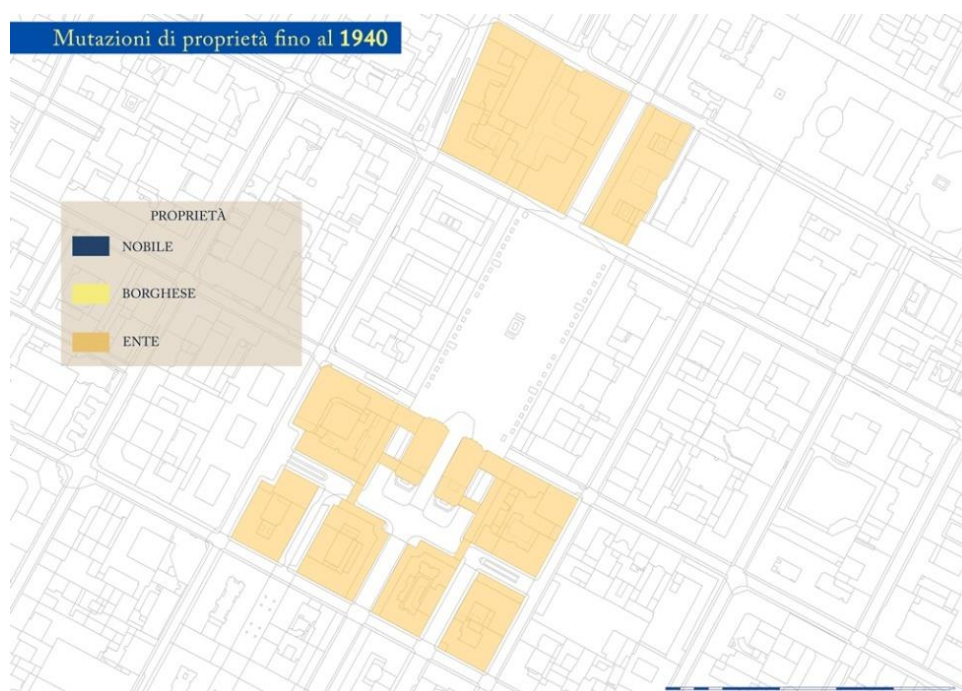 Mutazioni di proprietà fino al 1940
PROPRIETÀ
NOBILE
BORGHESE
ENTE